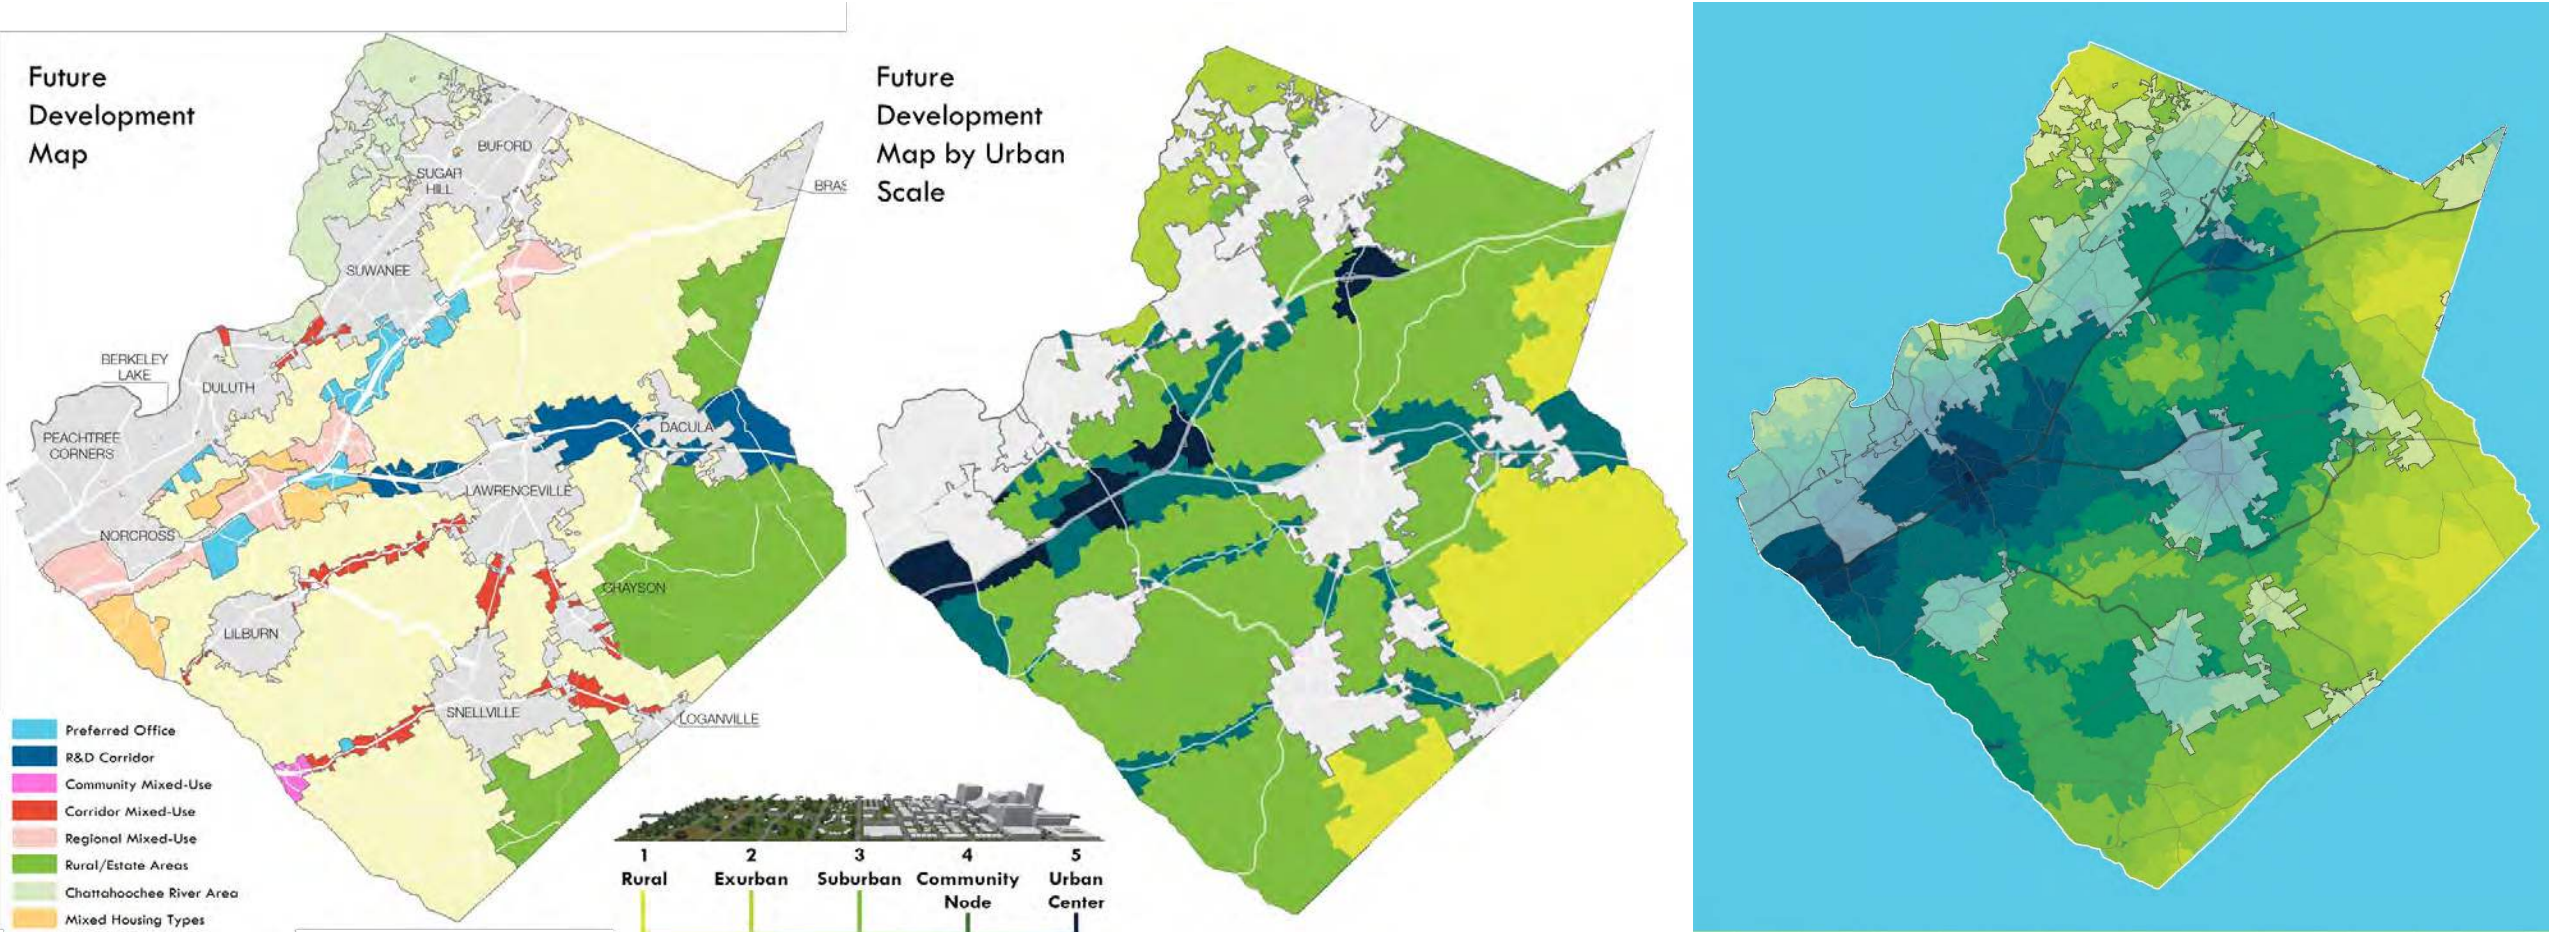 Future
Development
Map
BUFORD
SUGAR
HILL
BRAS
SUWANEE
BERKELEY
LAKE
DULUTH
DACULA
PEACHTREE
CORNERS
LAWRENCEVILLE
NORCROSS
GRAYSON
LILBURN
SNELLVILLE
LOGANVILLE
Preferred Office
R&D Corridor
Community Mixed-Use
Corridor Mixed-Use
Regional Mixed-Use
Rural/Estate Areas
Chattahoochee River Area
Mixed Housing Types
Future
Development
Map by Urban
Scale
1 2 3 4 5
Rural Exurban Suburban Community Urban
Node Center